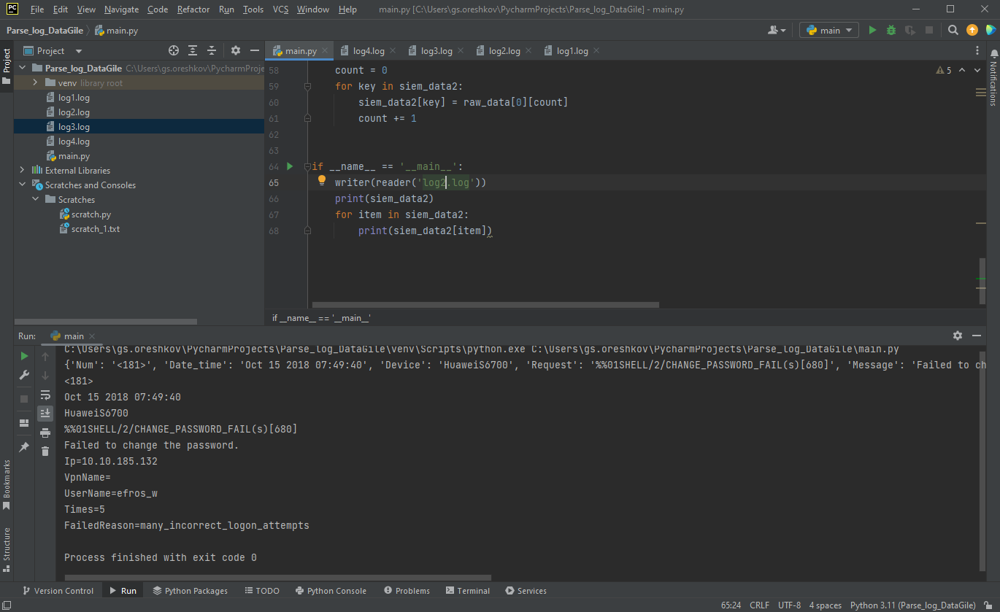 PC File Edit View Navigate Code Refactor Run Tools VCS Window Help main.py [C:\Users\gs.oreshkov\PycharmProjects\Parse_log_DataGile] - main.py
Parse_log_DataGile main.py main
Project
Project
main.py log4.log log3.log log2.log log1.log
Notifications
Parse_log_DataGile C:\Users\gs.oreshkov\PycharmProje
venv library root
log1.log
log2.log
log3.log
log4.log
main.py
External Libraries
Scratches and Consoles
Scratches
scratch.py
scratch_1.txt
5
58 count = 0
59 for key in siem_data2:
60 siem_data2[key] = raw_data[0][count]
61 count += 1
62
63
64 if __name__ == '__main__':
65 writer(reader('log2.log'))
66 print(siem_data2)
67 for item in siem_data2:
68 print(siem_data2[item])
if __name__ == '__main__'
Run: main
C:\Users\gs.oreshkov\PycharmProjects\Parse_log_DataGile\venv\Scripts\python.exe C:\Users\gs.oreshkov\PycharmProjects\Parse_log_DataGile\main.py
{'Num': '<181>', 'Date_time': 'Oct 15 2018 07:49:40', 'Device': 'HuaweiS6700', 'Request': '%%01SHELL/2/CHANGE_PASSWORD_FAIL(s)[680]', 'Message': 'Failed to ch
<181>
Oct 15 2018 07:49:40
HuaweiS6700
%%01SHELL/2/CHANGE_PASSWORD_FAIL(s)[680]
Failed to change the password.
Ip=10.10.185.132
VpnName=
UserName=efros_w
Times=5
FailedReason=many_incorrect_logon_attempts
Process finished with exit code 0
Bookmarks
Structure
Version Control Run Python Packages TODO Python Console Problems Terminal Services
65:24 CRLF UTF-8 4 spaces Python 3.11 (Parse_log_DataGile)